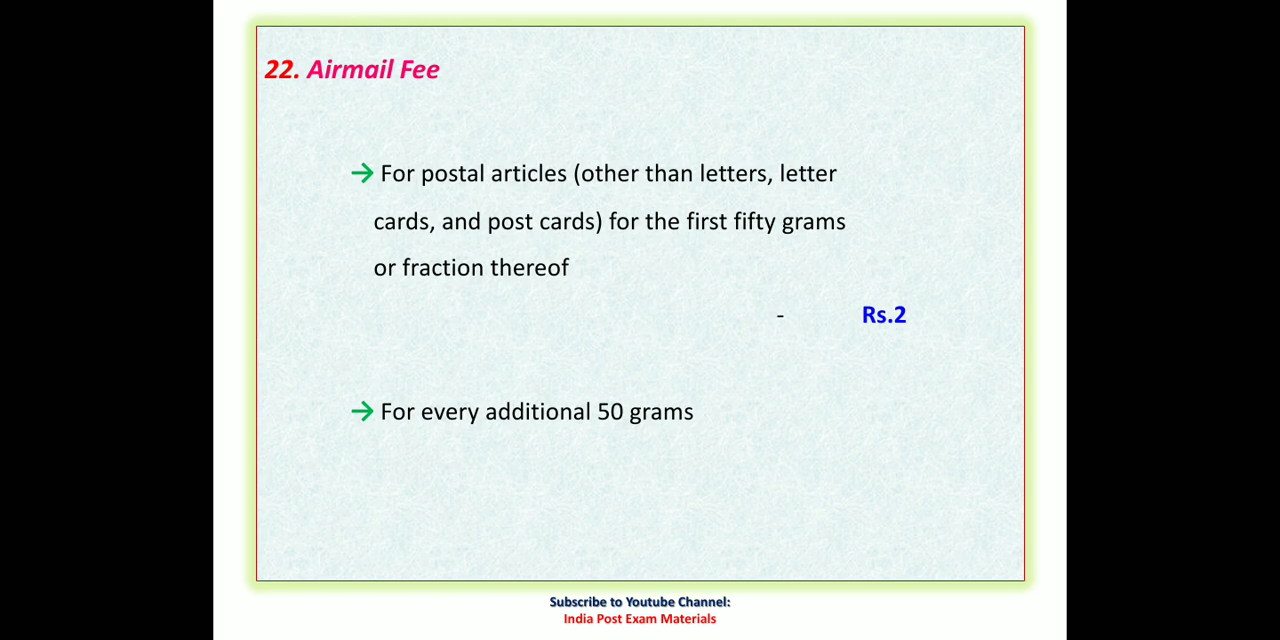 22. Airmail Fee
→ For postal articles (other than letters, letter
cards, and post cards) for the first fifty grams
or fraction thereof
- Rs.2
→ For every additional 50 grams
Subscribe to Youtube Channel:
India Post Exam Materials